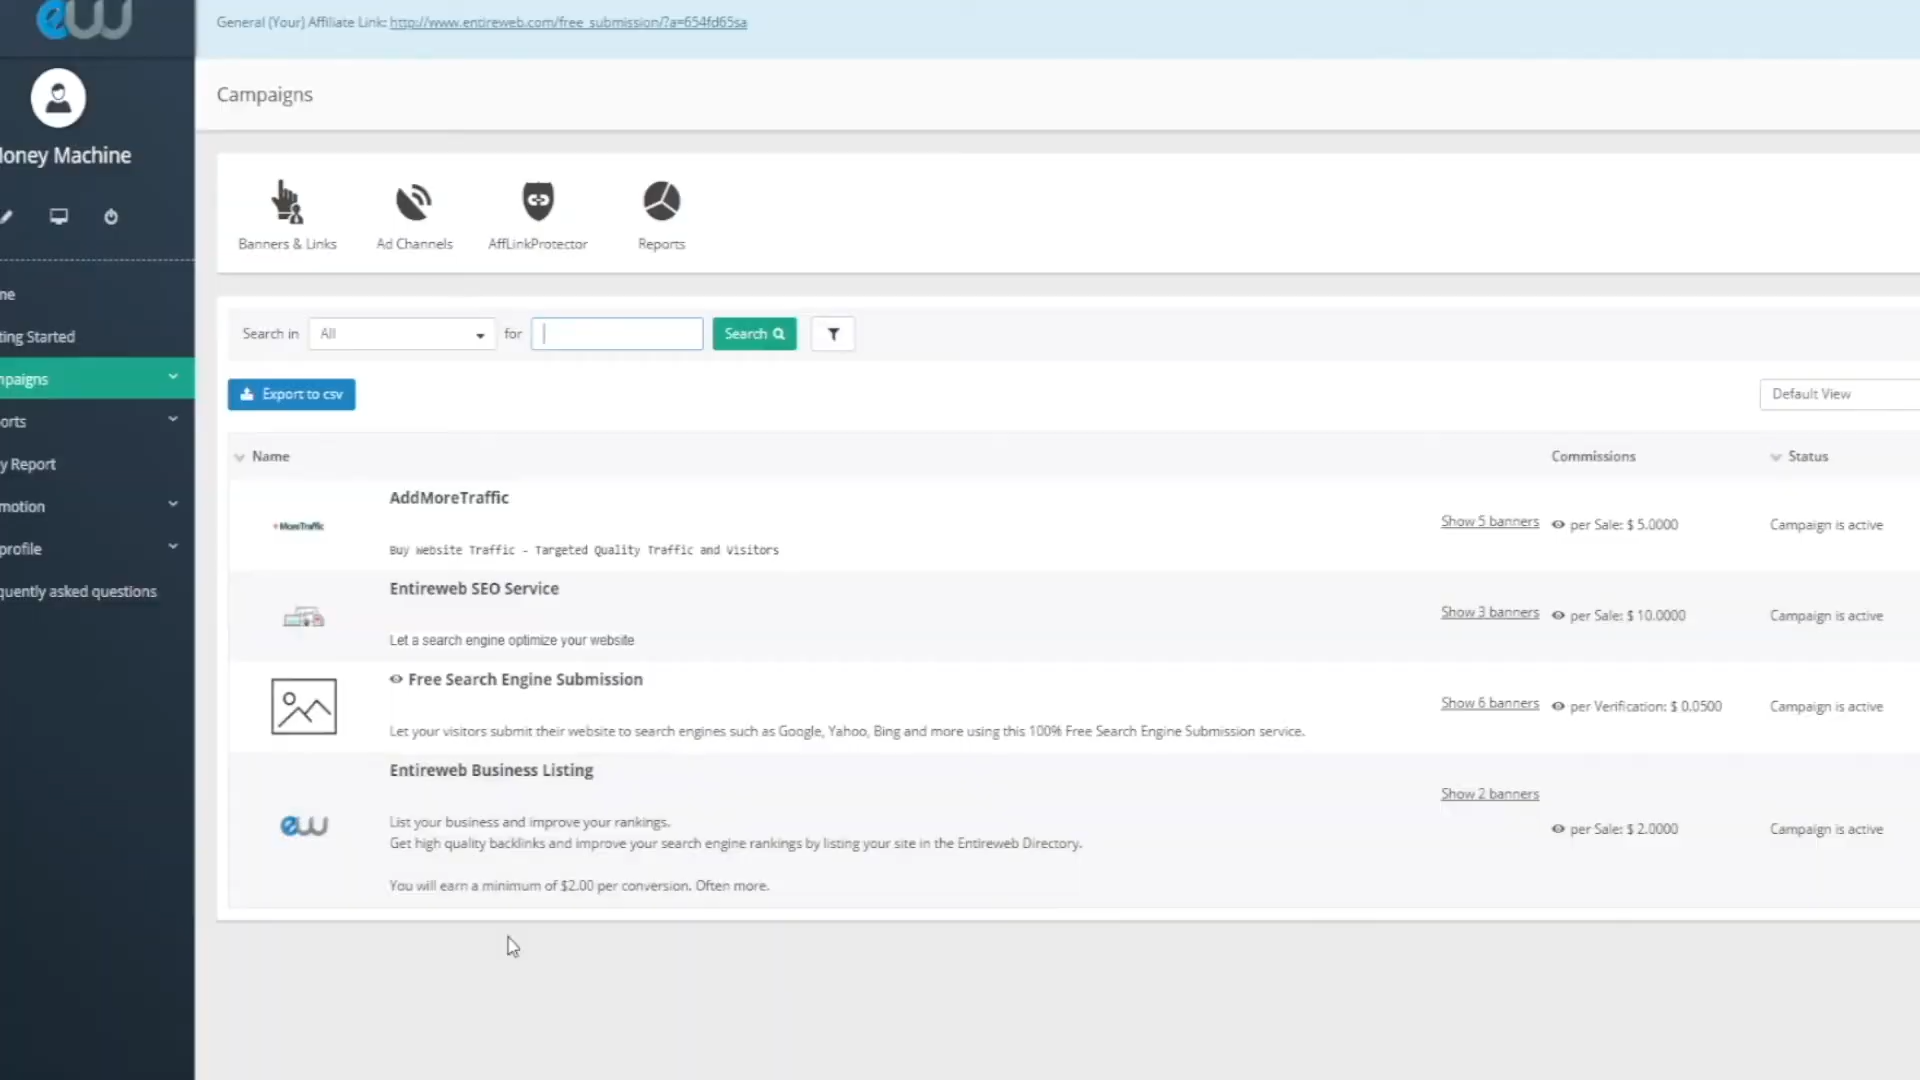 ew
General (Your) Affiliate Link: http://www.entireweb.com/free_submission/?a=654fd65sa
Campaigns
oney Machine
Banners & Links
Ad Channels
AffLinkProtector
Reports
me
ting Started
mpaigns
orts
y Report
motion
profile
quently asked questions
Search in All for Search
Export to csv
Default View
Name Commissions Status
AddMoreTraffic
+MoreTraffic
Buy Website Traffic - Targeted Quality Traffic and Visitors
Show 5 banners per Sale: $ 5.0000 Campaign is active
Entireweb SEO Service
Let a search engine optimize your website
Show 3 banners per Sale: $ 10.0000 Campaign is active
Free Search Engine Submission
Let your visitors submit their website to search engines such as Google, Yahoo, Bing and more using this 100% Free Search Engine Submission service.
Show 6 banners per Verification: $ 0.0500 Campaign is active
Entireweb Business Listing
ew
List your business and improve your rankings.
Get high quality backlinks and improve your search engine rankings by listing your site in the Entireweb Directory.
You will earn a minimum of $2.00 per conversion. Often more.
Show 2 banners per Sale: $ 2.0000 Campaign is active